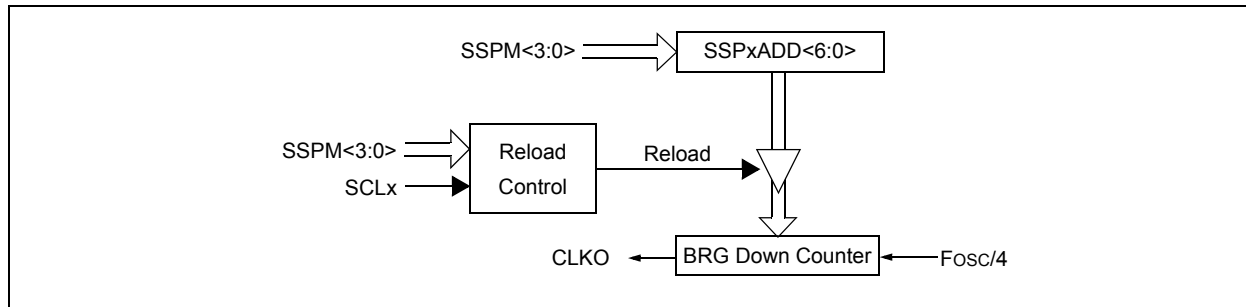 SSPM<3:0>
SSPxADD<6:0>
SSPM<3:0>
SCLx
Reload
Control
Reload
CLKO
BRG Down Counter
FOSC/4